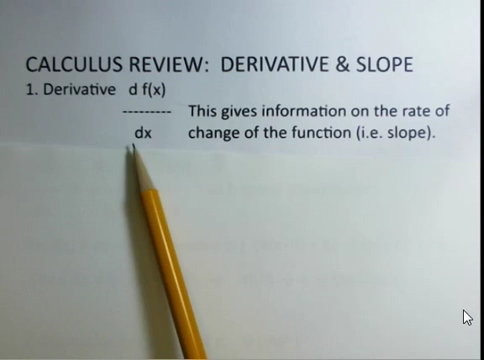 CALCULUS REVIEW: DERIVATIVE & SLOPE
1. Derivative d f(x)
--------- This gives information on the rate of
dx change of the function (i.e. slope).